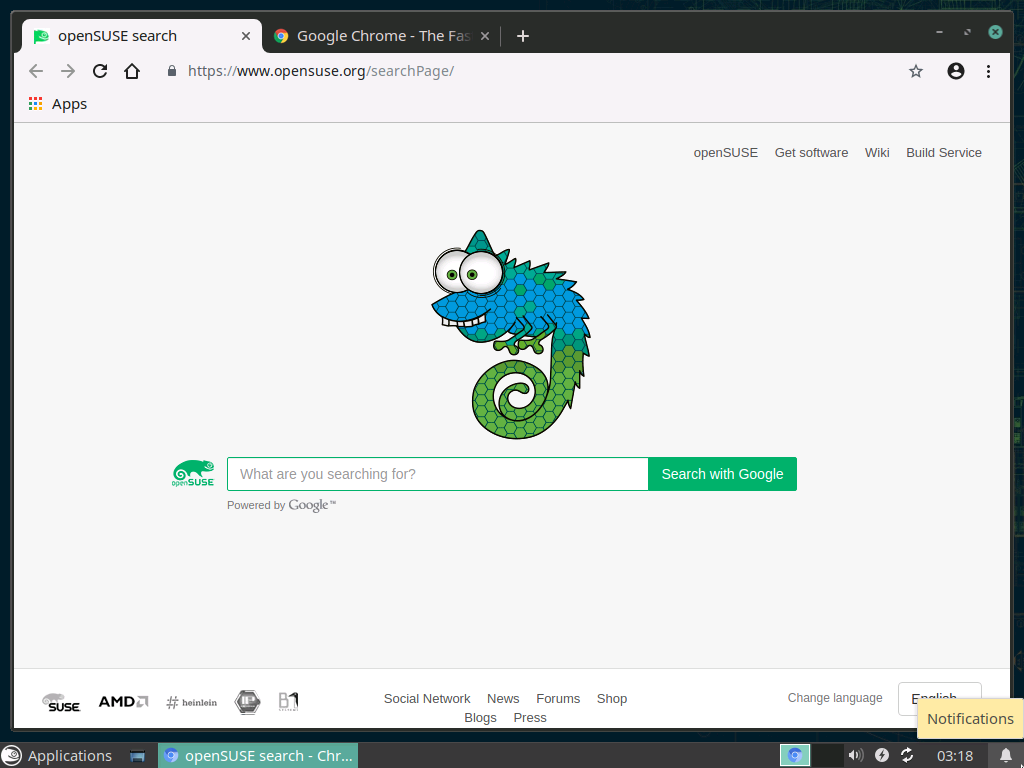 openSUSE search
Google Chrome - The Fas
https://www.opensuse.org/searchPage/
Apps
openSUSE Get software Wiki Build Service
openSUSE
What are you searching for?
Search with Google
Powered by Google™
SUSE
AMD
# heinlein
B1
Social Network News Forums Shop
Blogs Press
Change language
English
Notifications
Applications
openSUSE search - Chr...
03:18